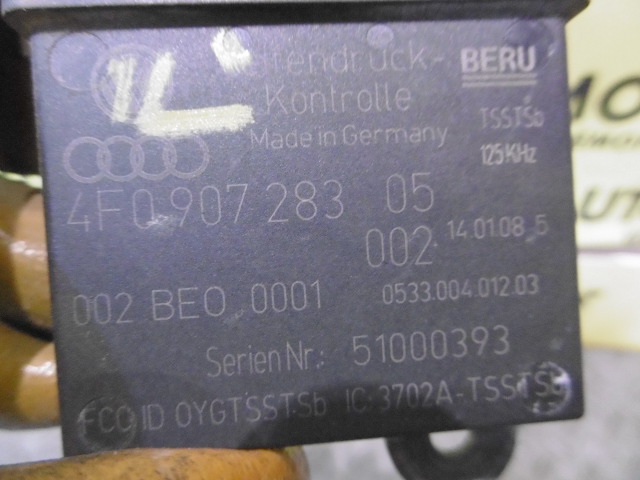 BERU
Kontrolle
TSSTSb
Made in Germany
125KHz
4F0 907 283 05
002 14.01.08 5
002 BE0 0001 0533.004.012.03
Serien Nr.: 51000393
FCC ID OYGTSSTSb IC:3702A-TSSTSb